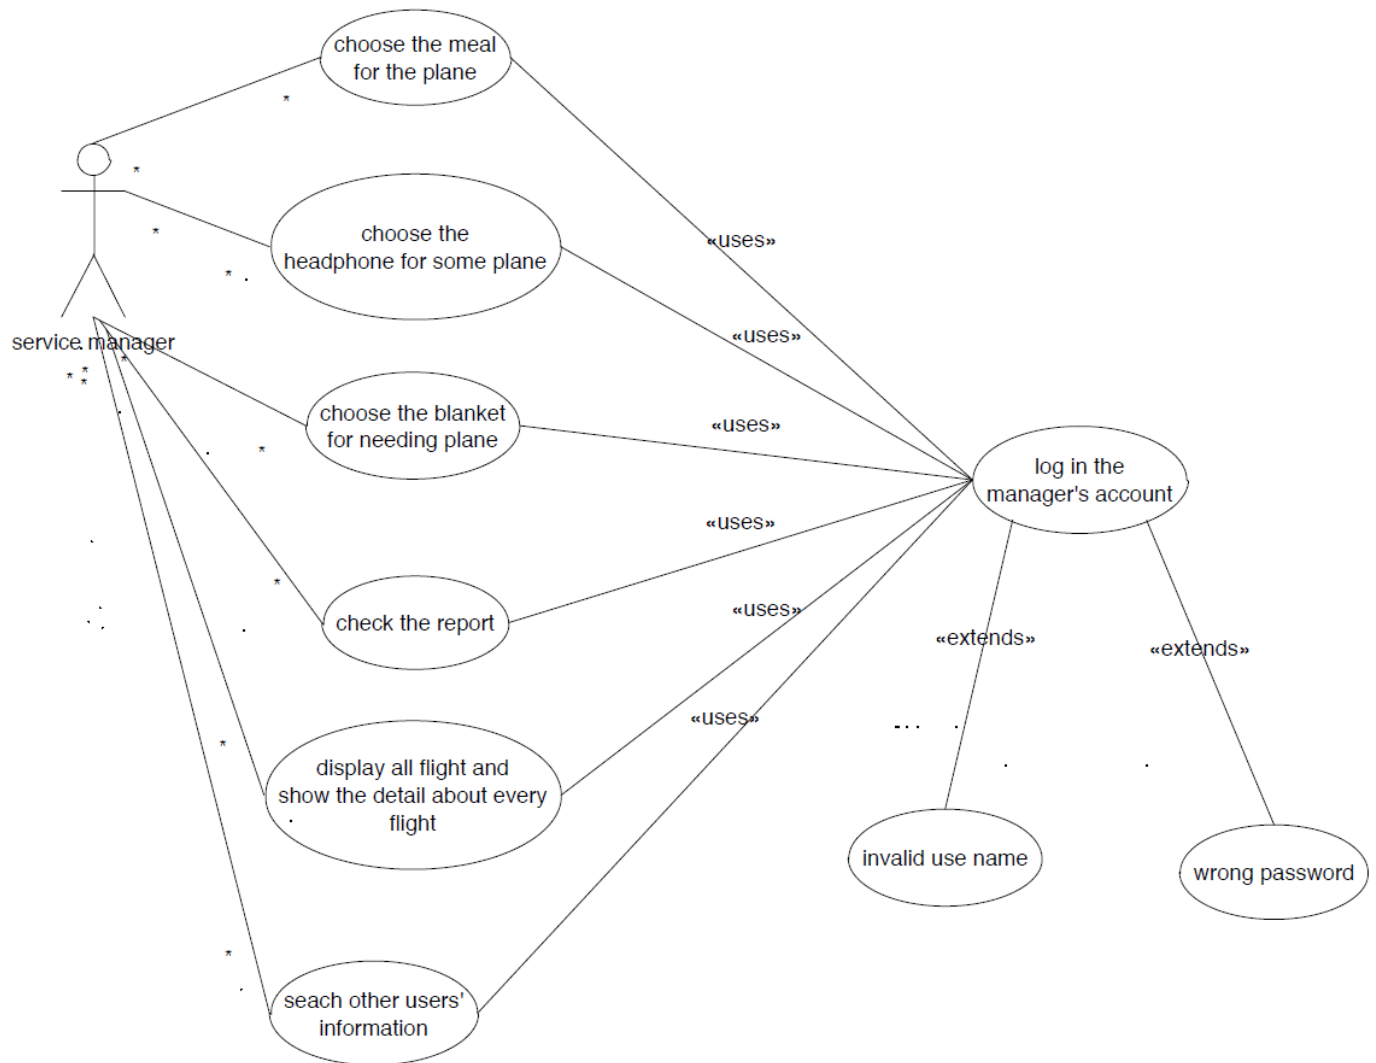 choose the meal
for the plane
choose the
headphone for some plane
service manager
choose the blanket
for needing plane
check the report
display all flight and
show the detail about every
flight
seach other users'
information
«uses»
«uses»
«uses»
«uses»
«uses»
«uses»
log in the
manager's account
«extends»
«extends»
invalid use name
wrong password
*
*
*
*
*
*
*
*
*
*
*
*